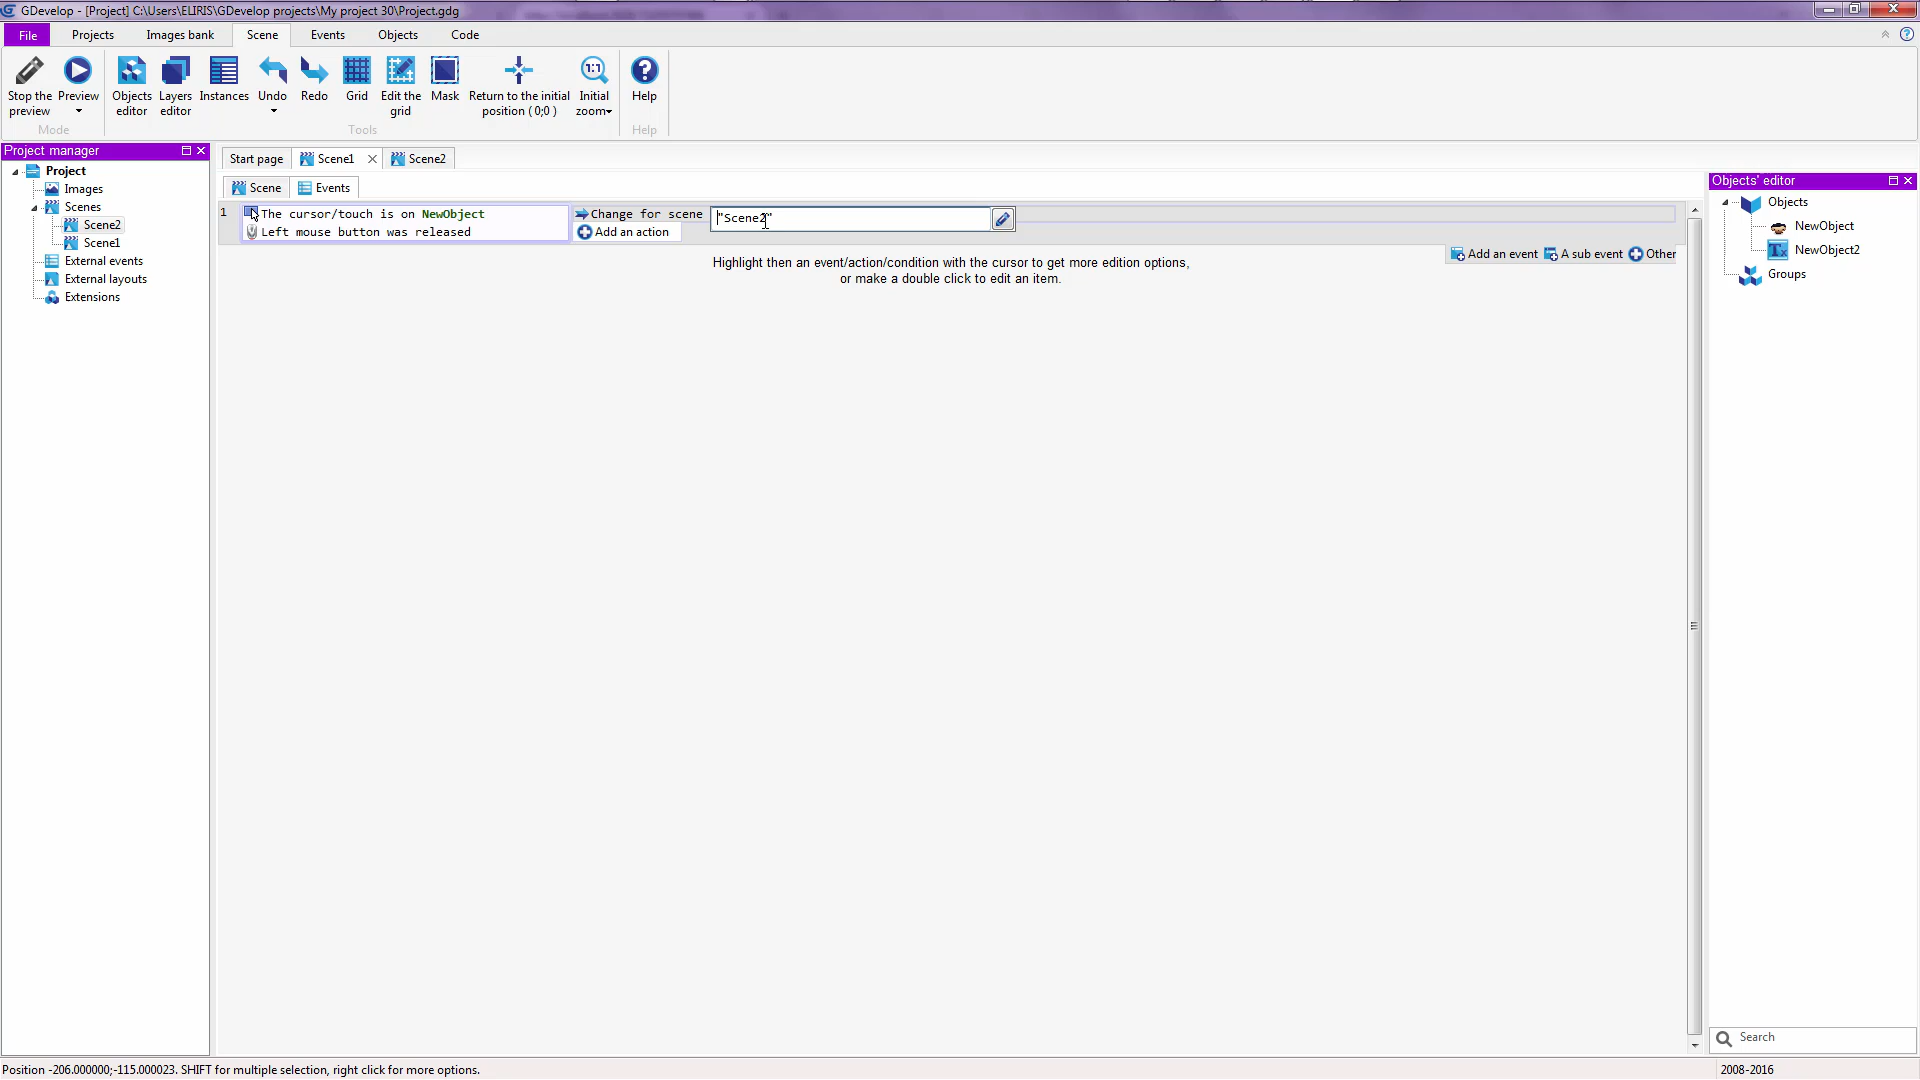 GDevelop - [Project] C:\Users\ELIRIS\GDevelop projects\My project 30\Project.gdg
File Projects Images bank Scene Events Objects Code
Stop the preview
Preview
Objects editor
Layers editor
Instances
Undo
Redo
Grid
Edit the grid
Mask
Return to the initial position ( 0;0 )
1:1
Initial zoom
Help
Mode Tools Help
Project manager
Project
Images
Scenes
Scene2
Scene1
External events
External layouts
Extensions
Start page Scene1 Scene2
Scene Events
1 The cursor/touch is on NewObject
Left mouse button was released
Change for scene "Scene2"
Add an action
Highlight then an event/action/condition with the cursor to get more edition options,
or make a double click to edit an item.
Add an event A sub event Other
Objects' editor
Objects
NewObject
NewObject2
Groups
Search
Position -206.000000;-115.000023. SHIFT for multiple selection, right click for more options.
2008-2016